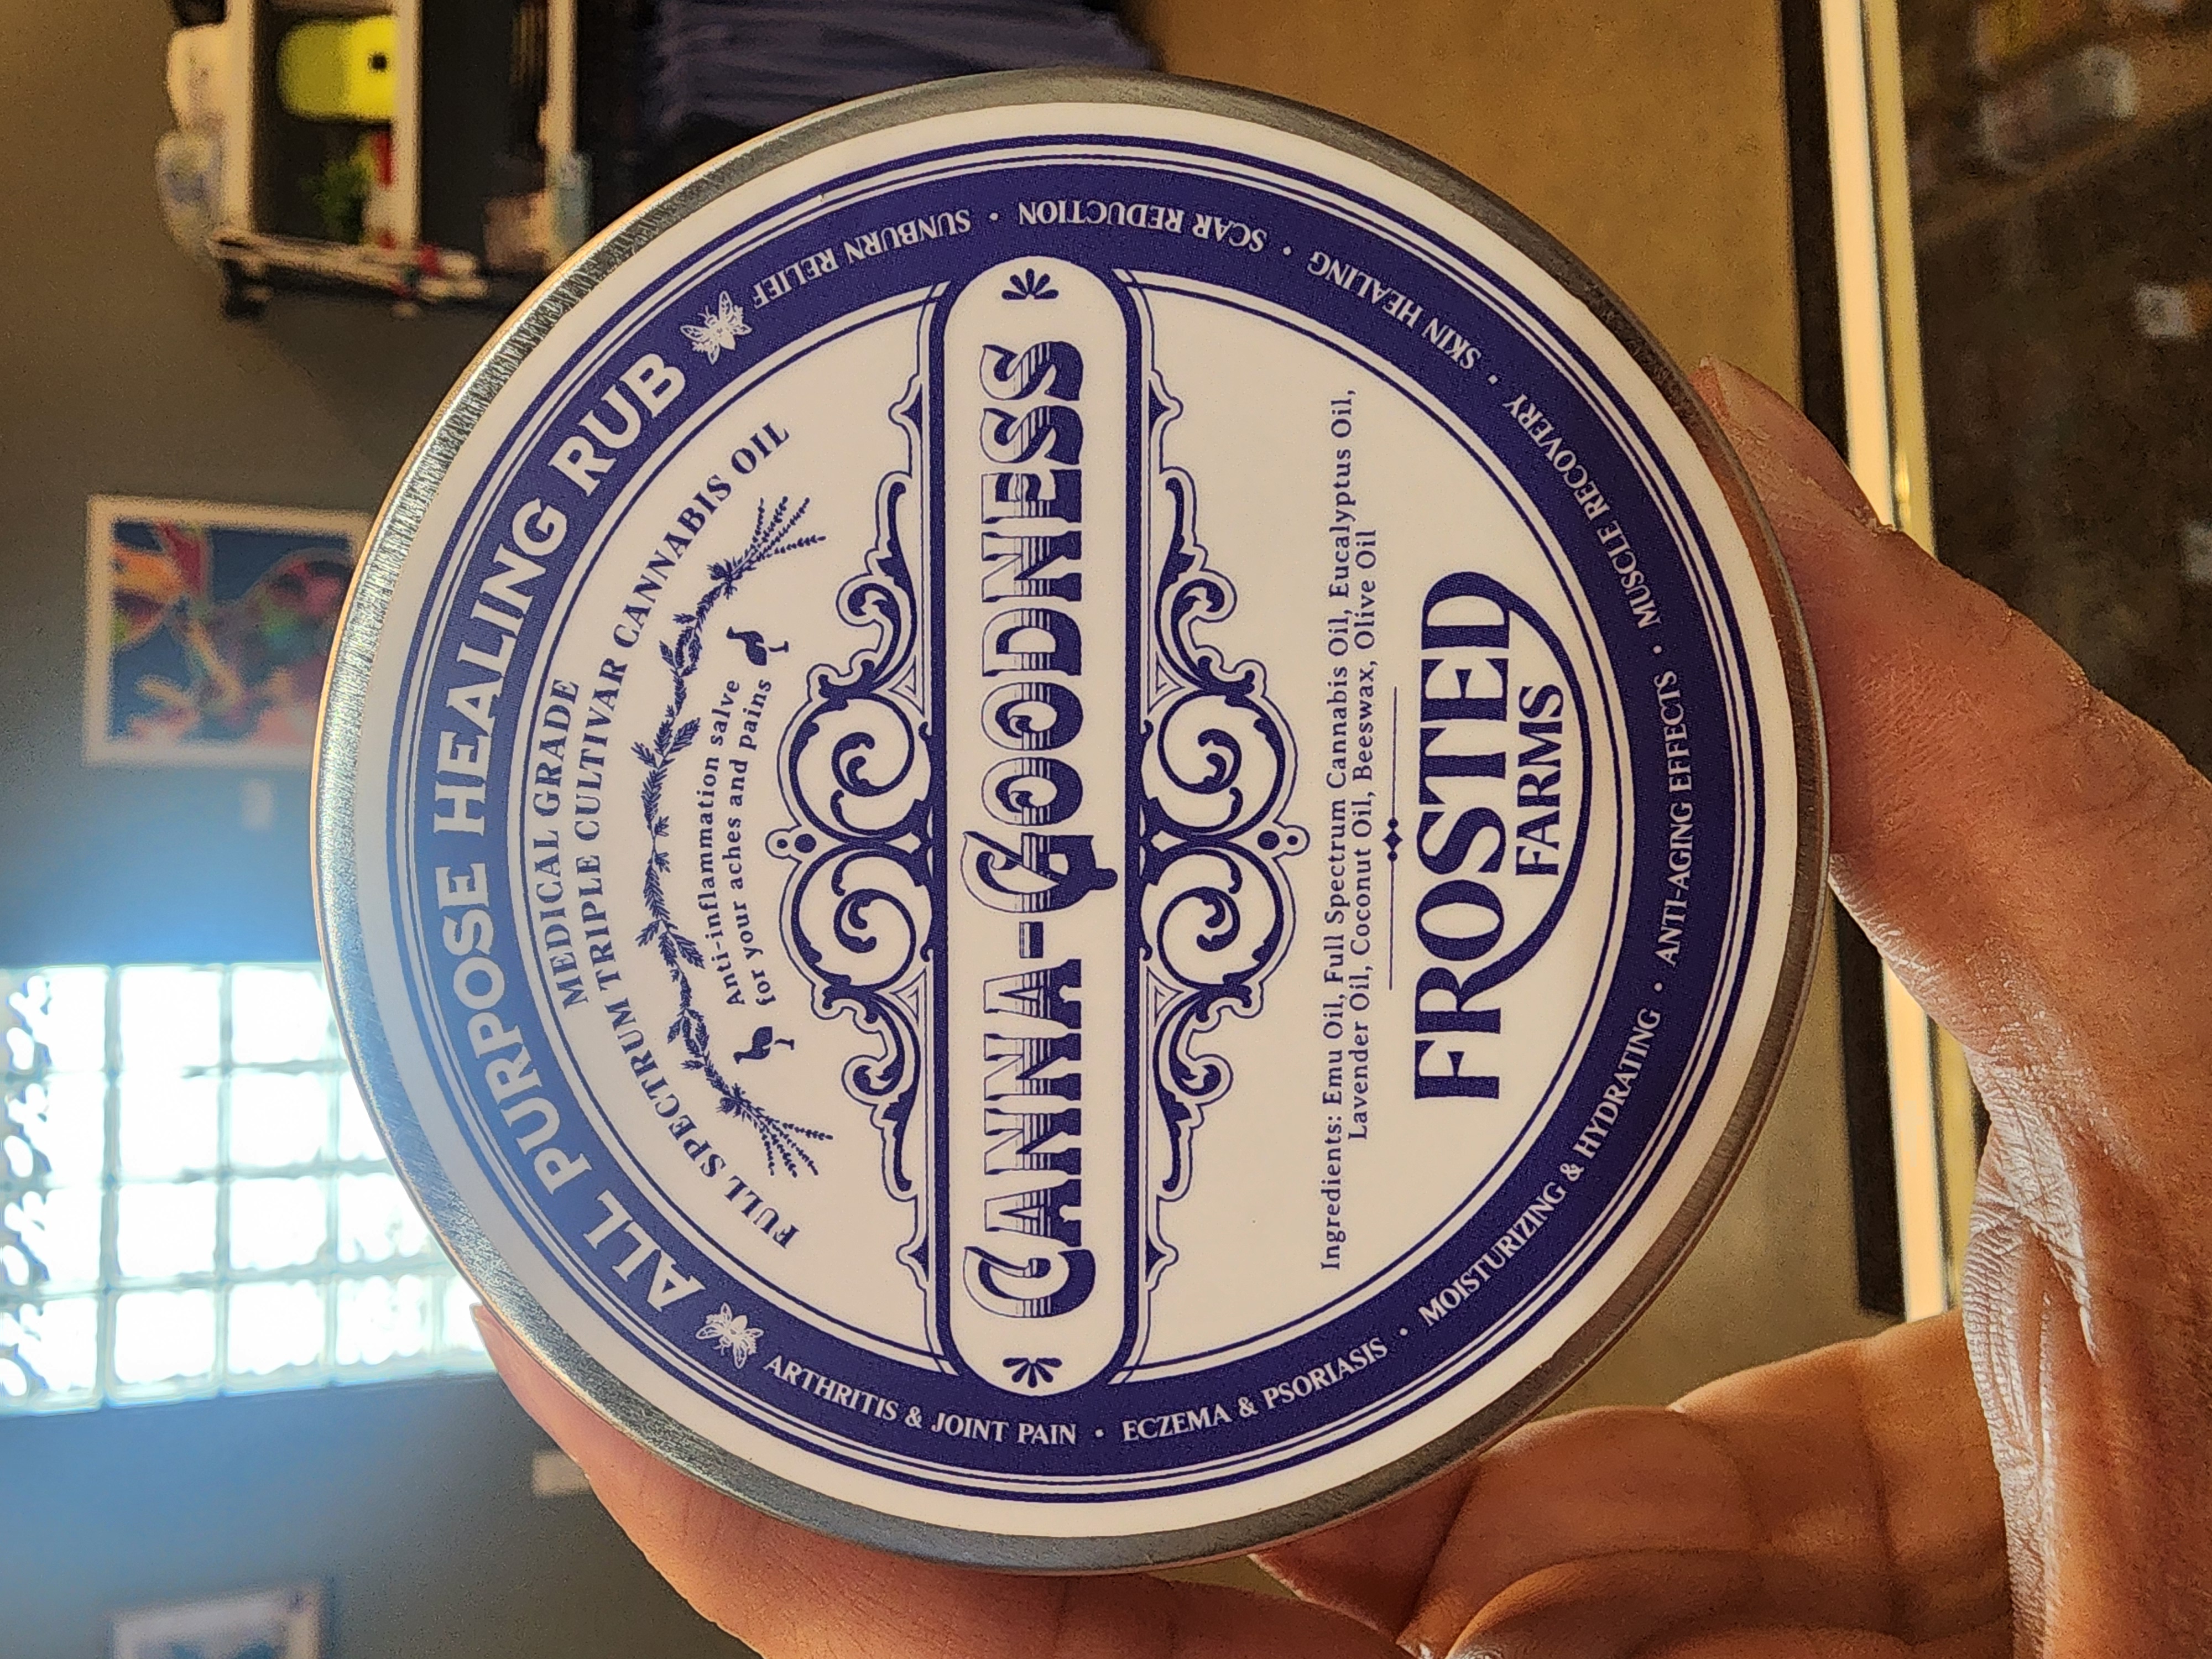 ALL PURPOSE HEALING RUB
MEDICAL GRADE
FULL SPECTRUM TRIPLE CULTIVAR CANNABIS OIL
Anti-inflammation salve
for your aches and pains
CANNA-GOODNESS
Ingredients: Emu Oil, Full Spectrum Cannabis Oil, Eucalyptus Oil,
Lavender Oil, Coconut Oil, Beeswax, Olive Oil
FROSTED
FARMS
ARTHRITIS & JOINT PAIN • ECZEMA & PSORIASIS • MOISTURIZING & HYDRATING • ANTI-AGING EFFECTS • MUSCLE RECOVERY • SKIN HEALING • SCAR REDUCTION • SUNBURN RELIEF